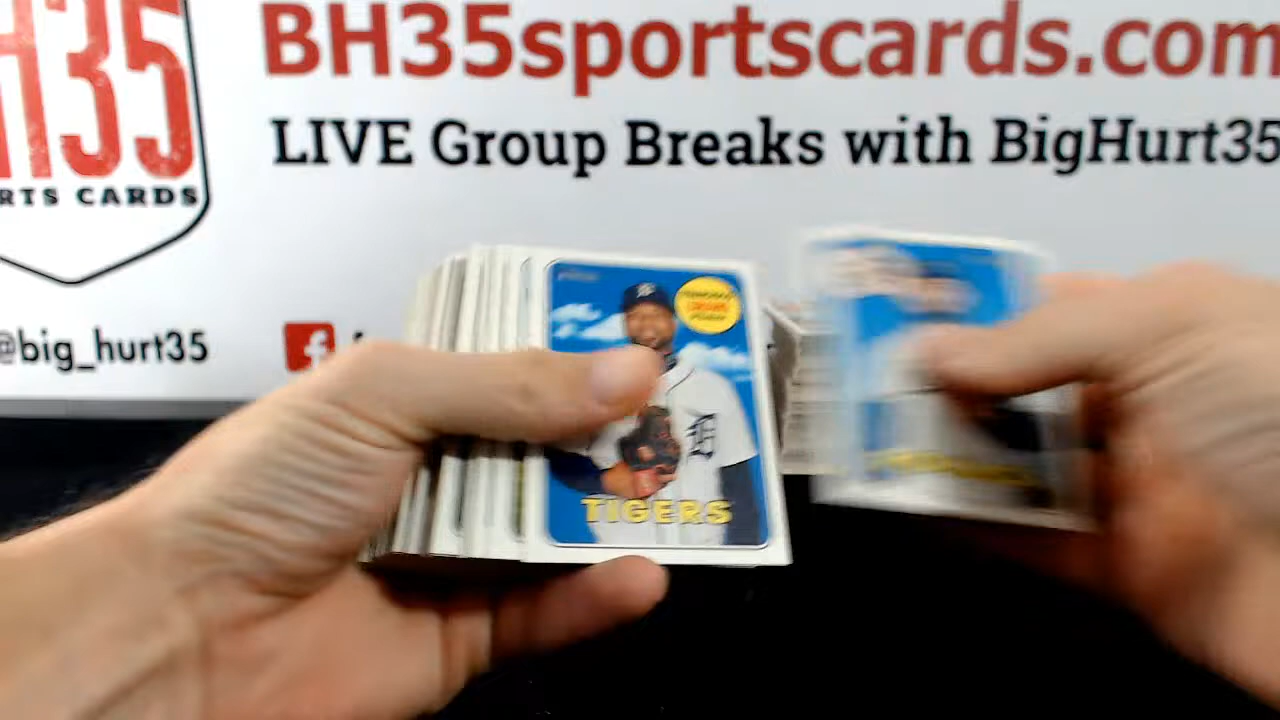 H35
RTS CARDS
BH35sportscards.com
LIVE Group Breaks with BigHurt35
@big_hurt35
f
TIGERS